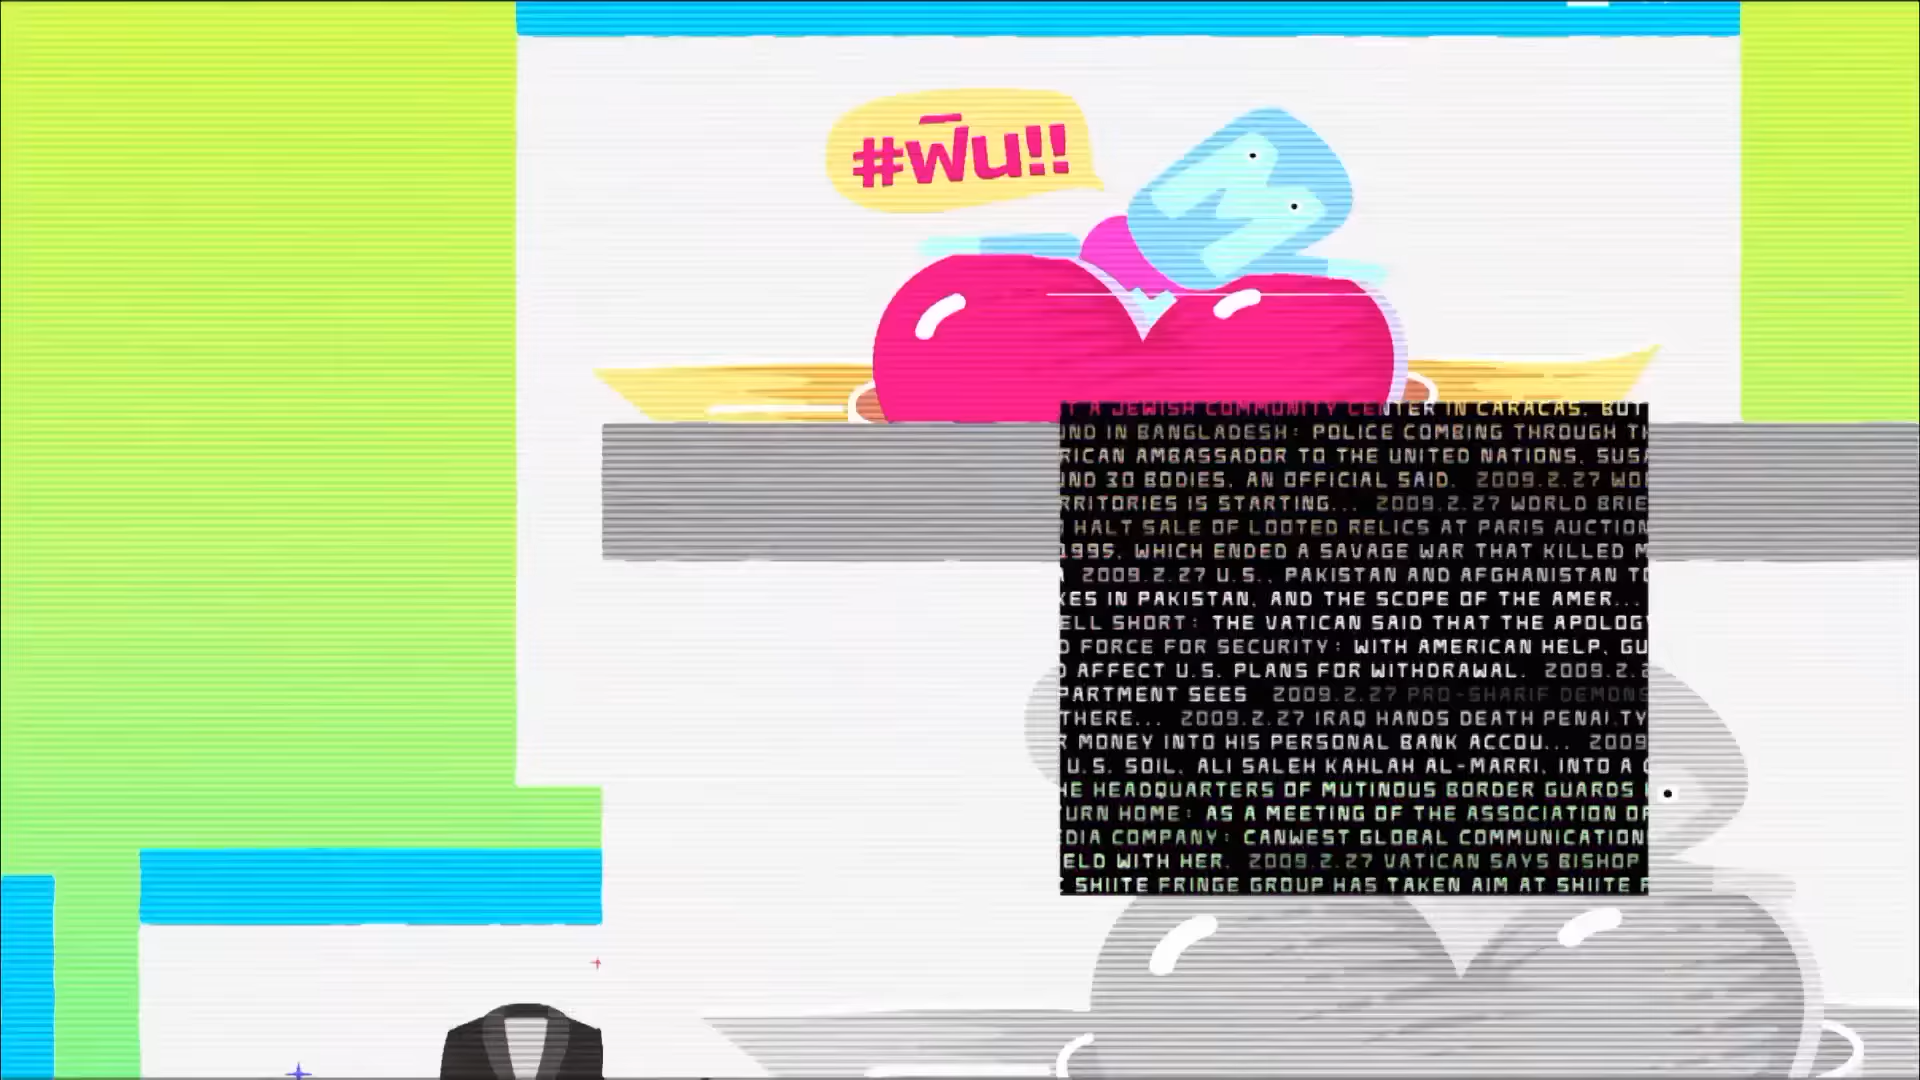 #ฟิน!!
T A JEWISH COMMUNITY CENTER IN CARACAS, BUT
UND IN BANGLADESH: POLICE COMBING THROUGH TH
RICAN AMBASSADOR TO THE UNITED NATIONS, SUSA
UND 30 BODIES, AN OFFICIAL SAID. 2009.2.27 WO
RRITORIES IS STARTING... 2009.2.27 WORLD BRIE
HALT SALE OF LOOTED RELICS AT PARIS AUCTION
1995, WHICH ENDED A SAVAGE WAR THAT KILLED M
2009.2.27 U.S., PAKISTAN AND AFGHANISTAN TO
KES IN PAKISTAN, AND THE SCOPE OF THE AMER...
ELL SHORT: THE VATICAN SAID THAT THE APOLOGY
D FORCE FOR SECURITY: WITH AMERICAN HELP, GU
D AFFECT U.S. PLANS FOR WITHDRAWAL. 2009.2.2
PARTMENT SEES 2009.2.27 PRO-SHARIF DEMONS
THERE... 2009.2.27 IRAQ HANDS DEATH PENALTY
R MONEY INTO HIS PERSONAL BANK ACCOU... 2009
U.S. SOIL, ALI SALEH KAHLAH AL-MARRI, INTO A C
HE HEADQUARTERS OF MUTINOUS BORDER GUARDS I
URN HOME: AS A MEETING OF THE ASSOCIATION OF
DIA COMPANY: CANWEST GLOBAL COMMUNICATION
ELD WITH HER. 2009.2.27 VATICAN SAYS BISHOP
SHIITE FRINGE GROUP HAS TAKEN AIM AT SHIITE P